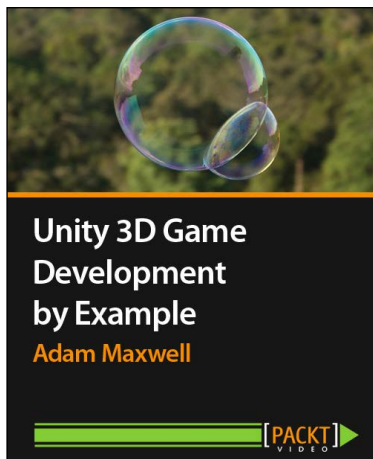 Unity 3D Game
Development
by Example
Adam Maxwell
[PACKT]
VIDEO